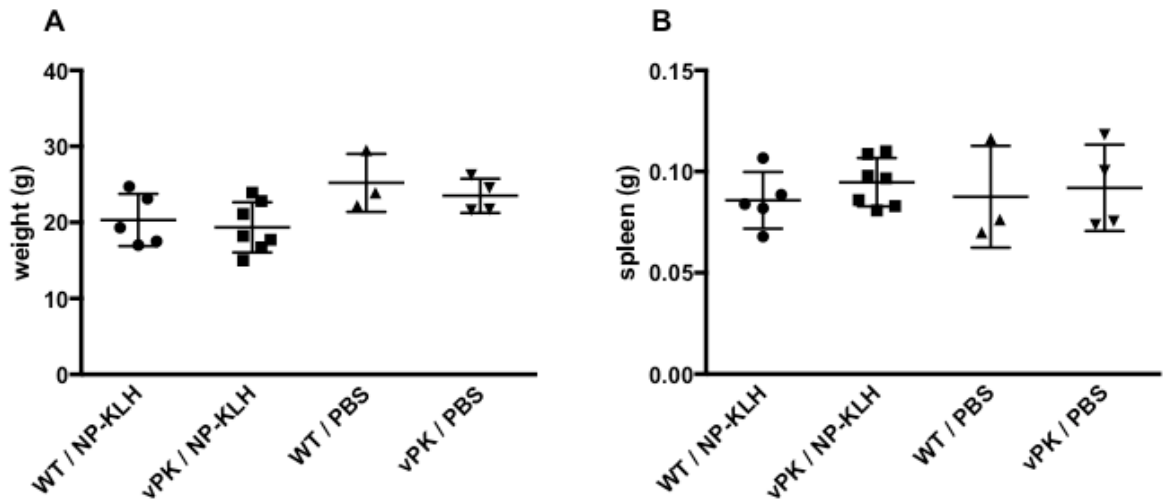 A
weight (g)
40
30
20
10
0
WT / NP-KLH
vPK / NP-KLH
WT / PBS
vPK / PBS
B
spleen (g)
0.15
0.10
0.05
0.00
WT / NP-KLH
vPK / NP-KLH
WT / PBS
vPK / PBS